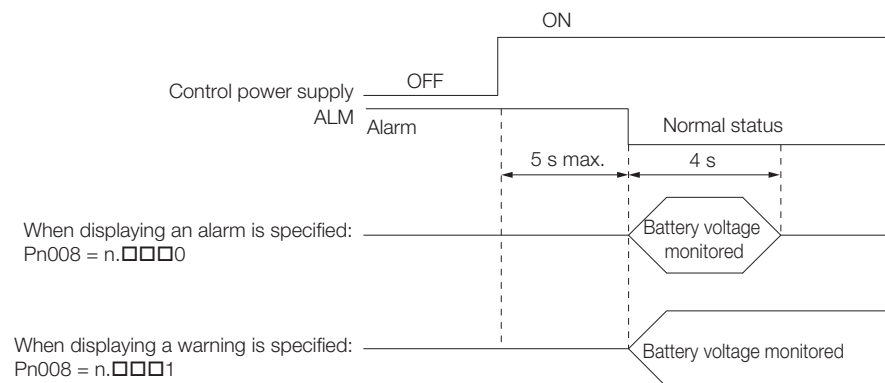 ON
OFF
Control power supply
ALM
Alarm
Normal status
5 s max.
4 s
When displaying an alarm is specified:
Pn008 = n.□□□0
Battery voltage
monitored
When displaying a warning is specified:
Pn008 = n.□□□1
Battery voltage monitored